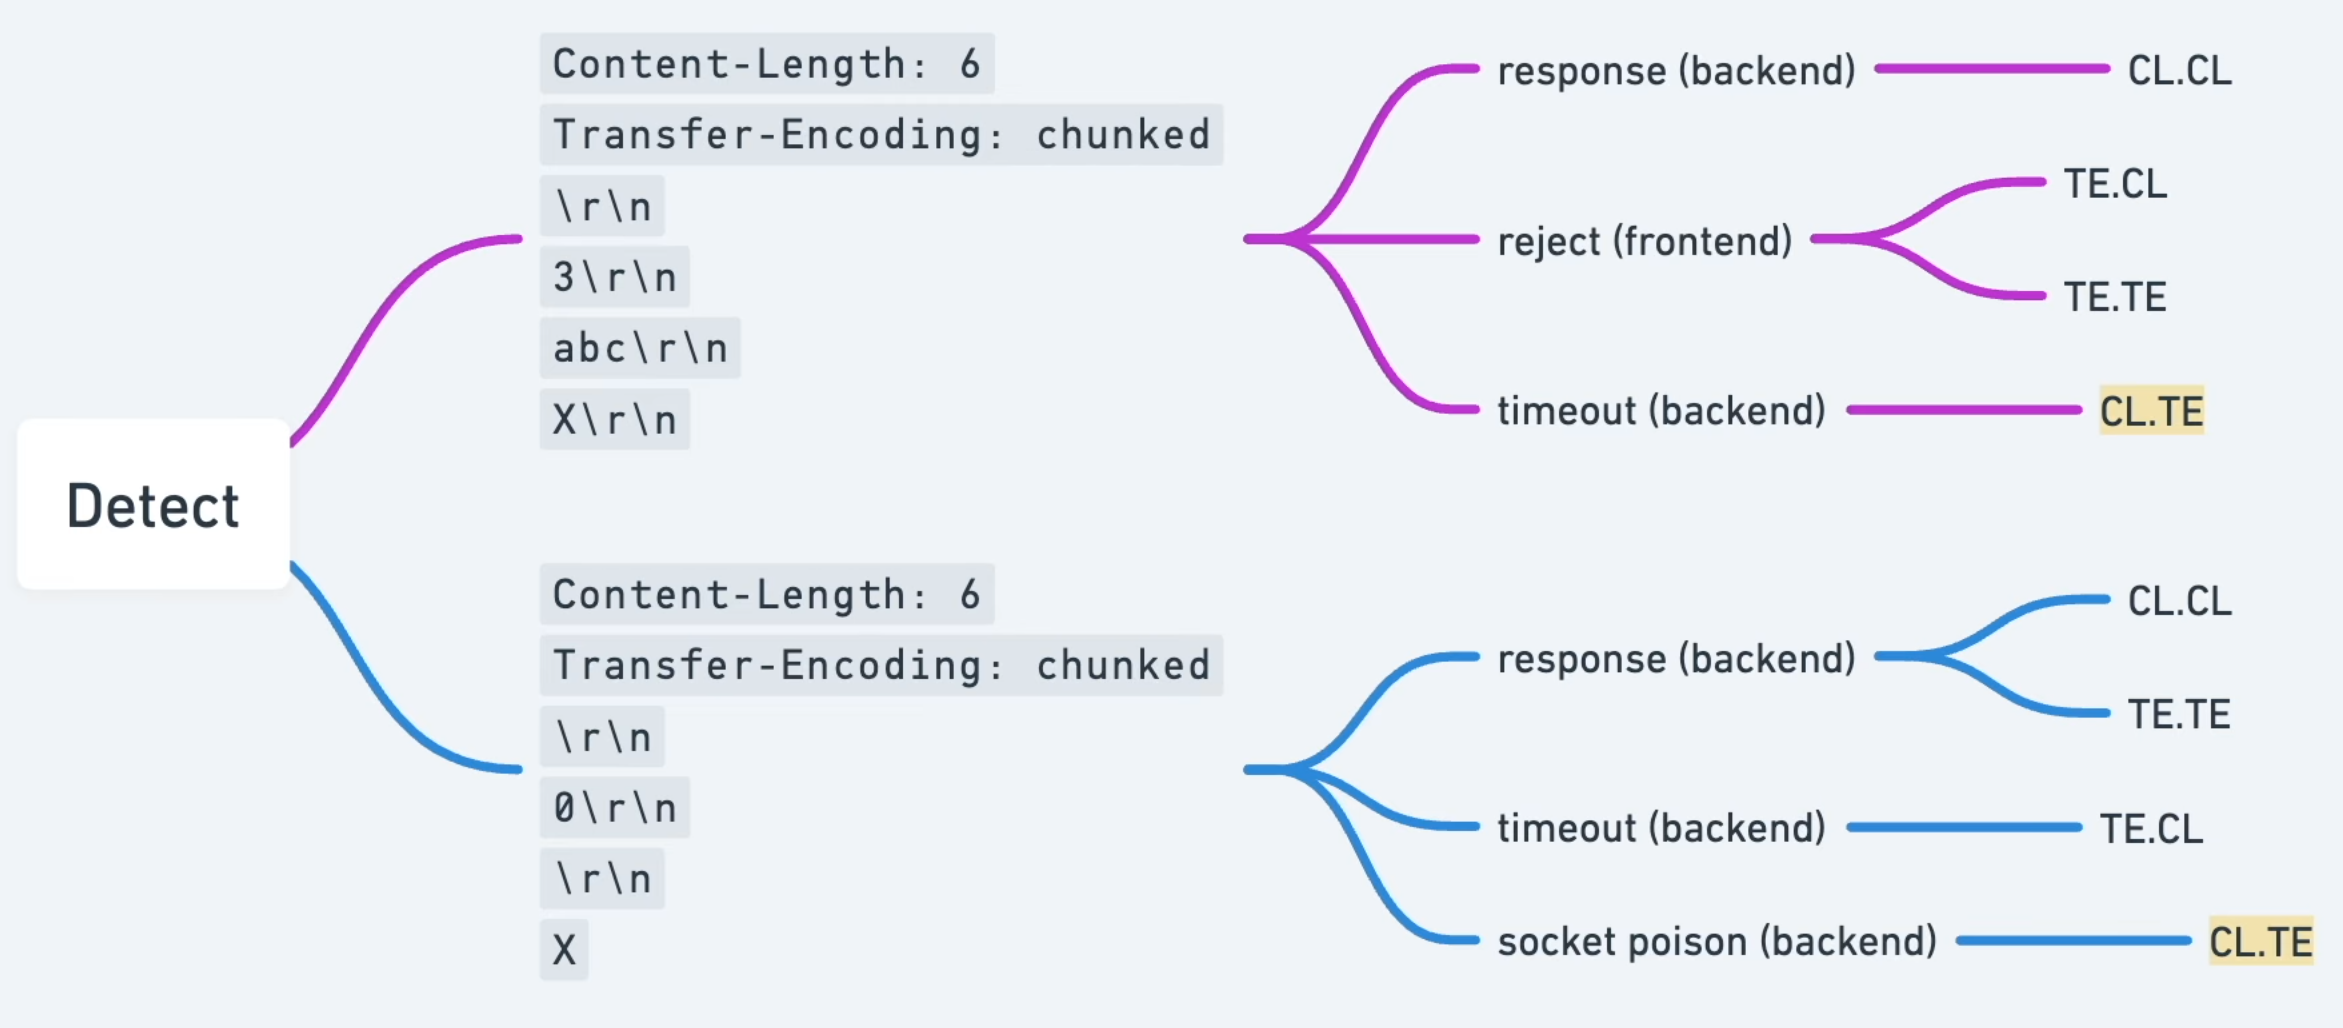 Detect
Content-Length: 6
Transfer-Encoding: chunked
\r\n
3\r\n
abc\r\n
X\r\n
response (backend)
CL.CL
reject (frontend)
TE.CL
TE.TE
timeout (backend)
CL.TE
Content-Length: 6
Transfer-Encoding: chunked
\r\n
0\r\n
\r\n
X
response (backend)
CL.CL
TE.TE
timeout (backend)
TE.CL
socket poison (backend)
CL.TE